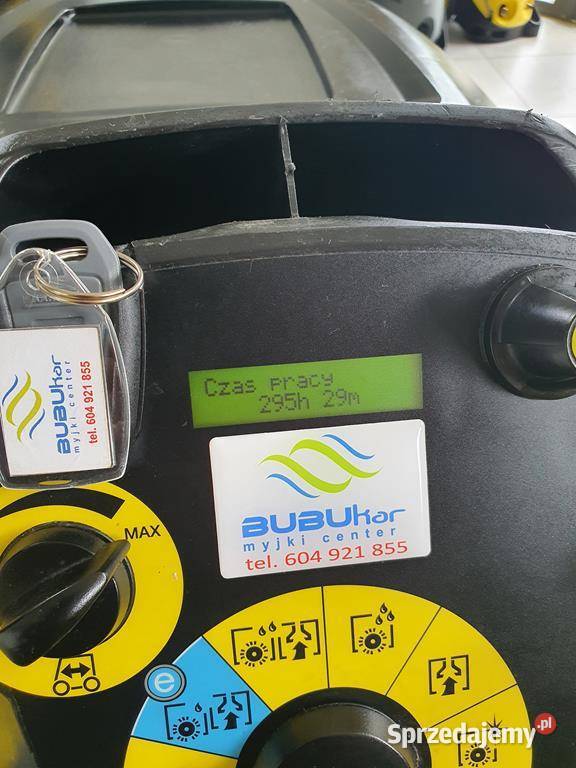 Czas pracy
295h 29m
BUBUkar
myjki center
tel. 604 921 855
BUBUkar
myjki center
tel. 604 921 855
MAX
e
Sprzedajemy.pl